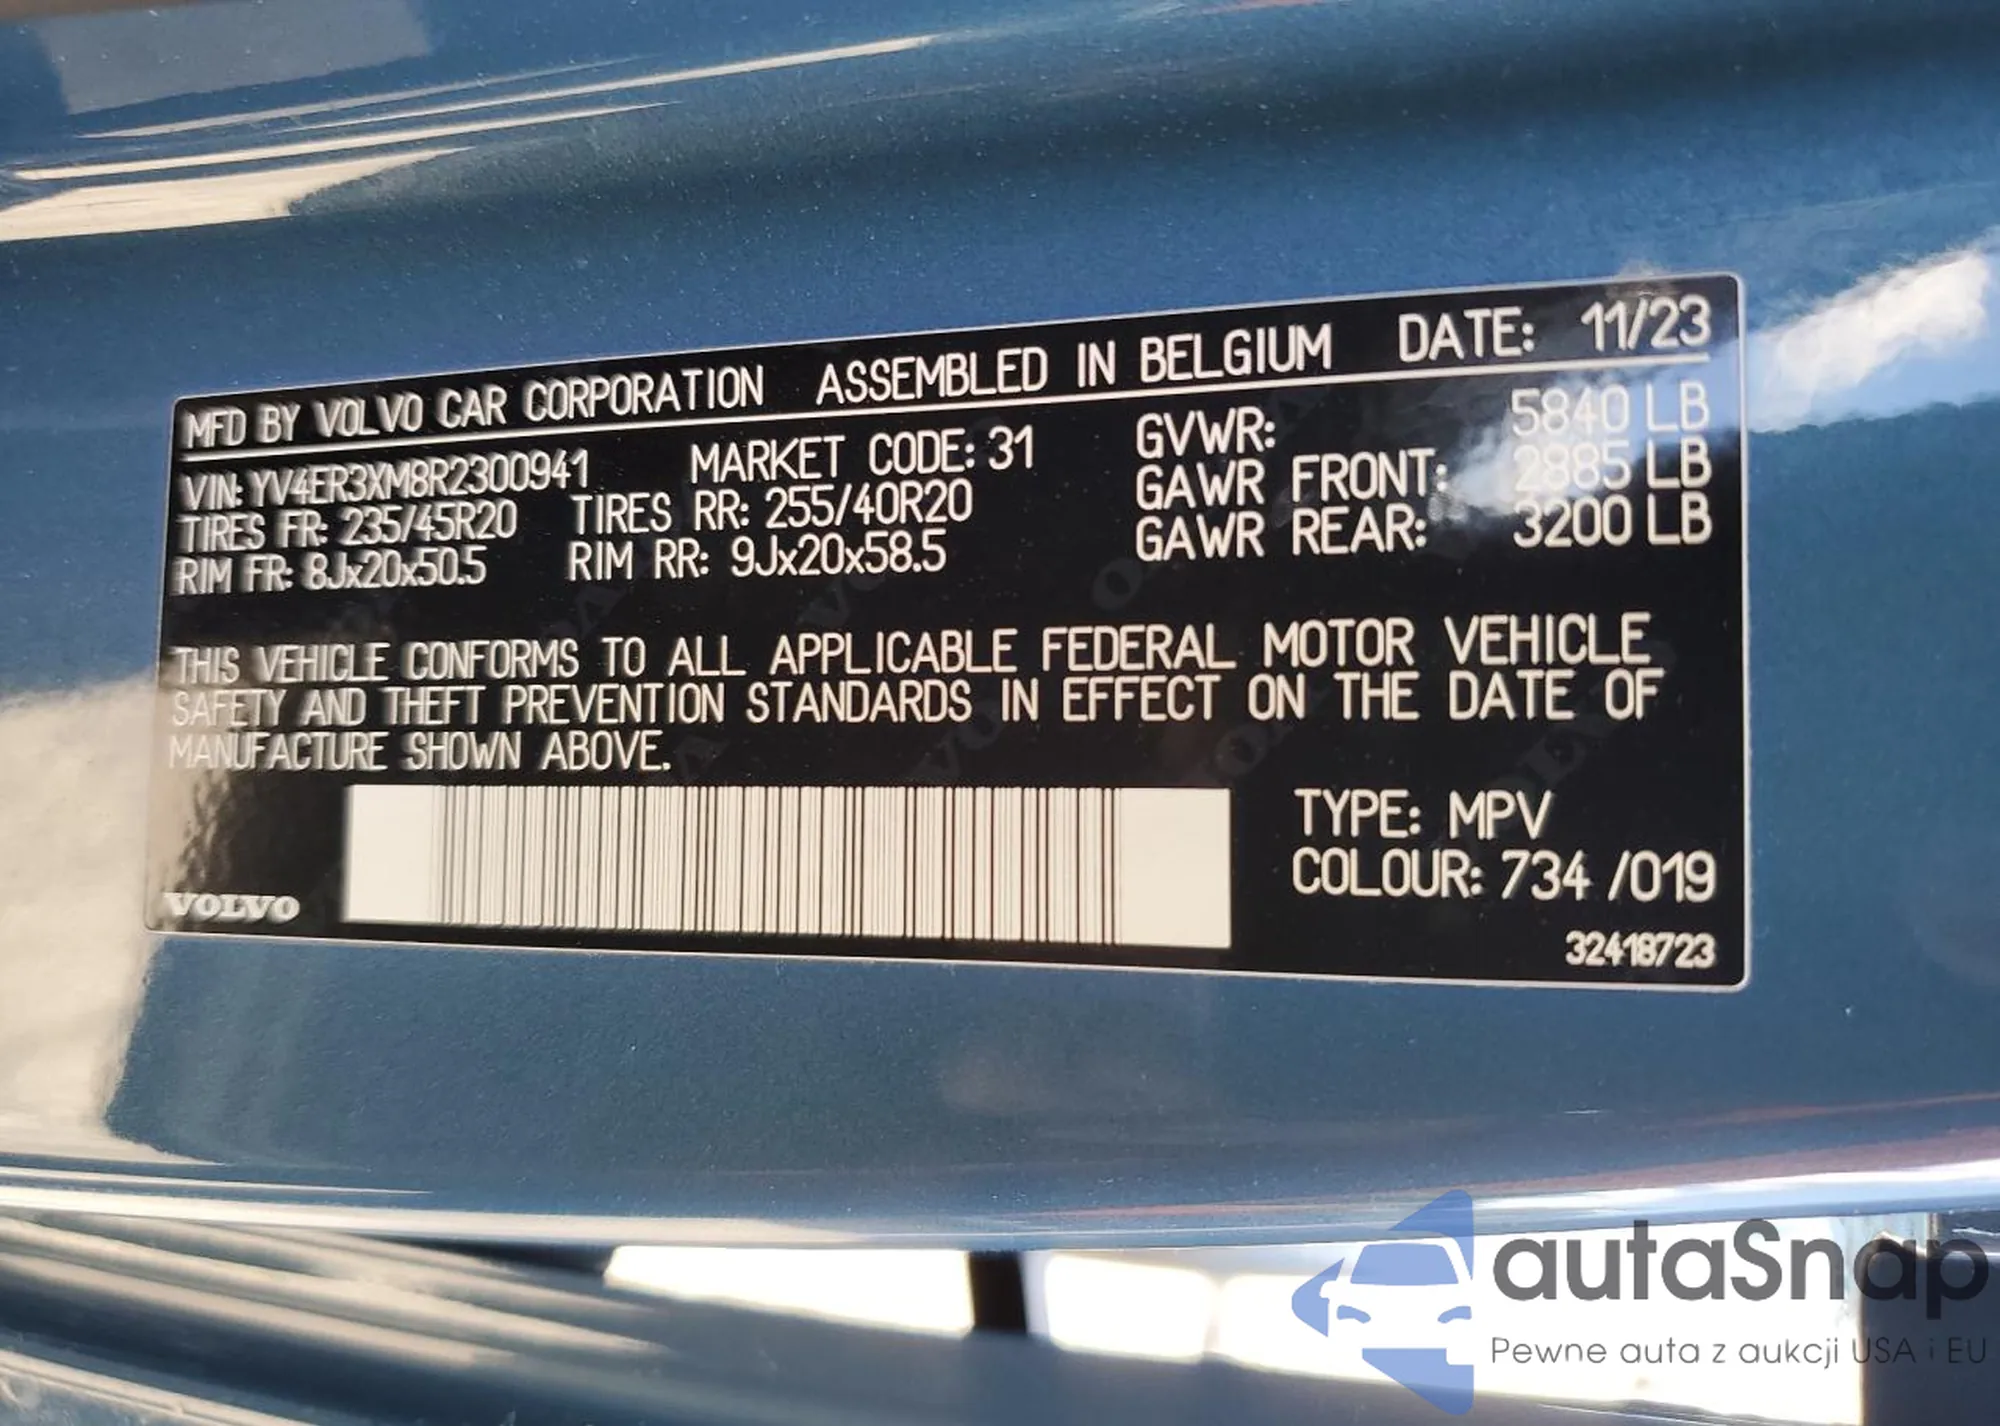 MFD BY VOLVO CAR CORPORATION ASSEMBLED IN BELGIUM DATE: 11/23
VIN: YV4ER3XM8R2300941 MARKET CODE: 31 GVWR: 5840 LB
TIRES FR: 235/45R20 TIRES RR: 255/40R20 GAWR FRONT: 2885 LB
RIM FR: 8Jx20x50.5 RIM RR: 9Jx20x58.5 GAWR REAR: 3200 LB
THIS VEHICLE CONFORMS TO ALL APPLICABLE FEDERAL MOTOR VEHICLE
SAFETY AND THEFT PREVENTION STANDARDS IN EFFECT ON THE DATE OF
MANUFACTURE SHOWN ABOVE.
TYPE: MPV
COLOUR: 734 /019
VOLVO
32418723
autaSnap
Pewne auta z aukcji USA i EU